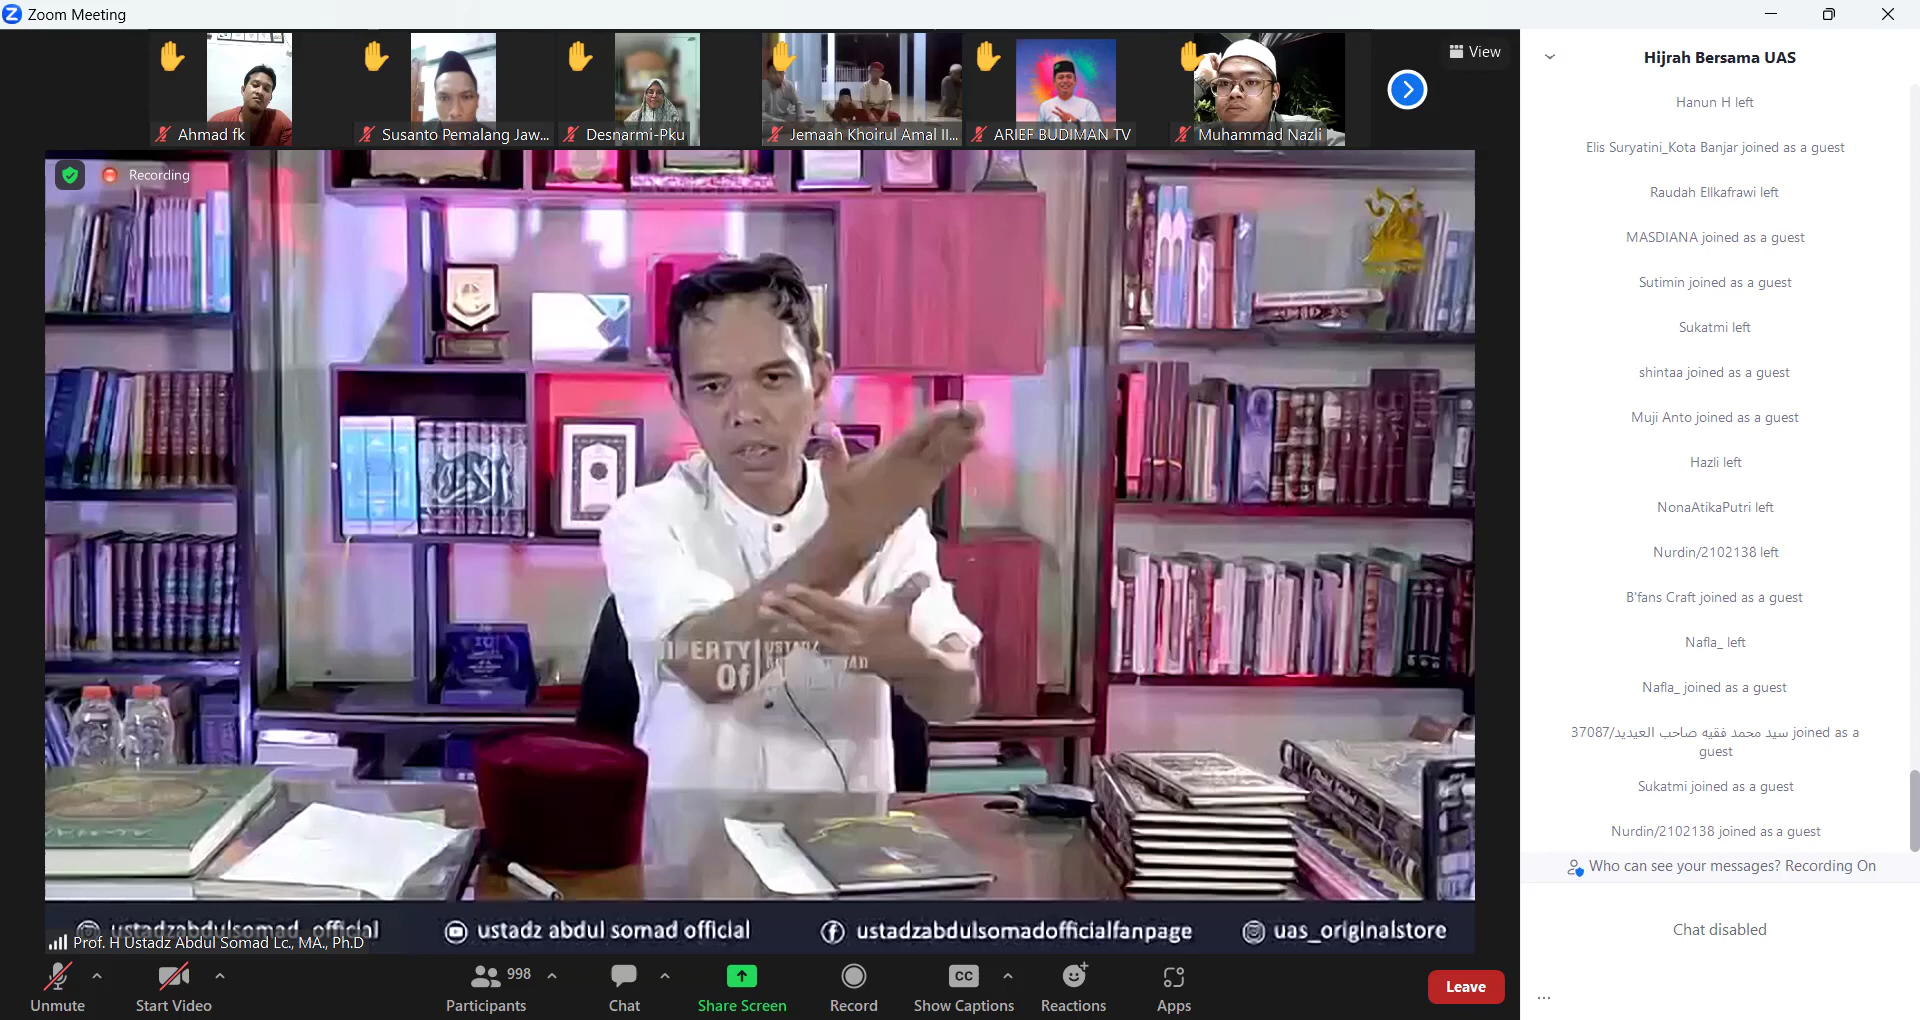 Zoom Meeting
View
Ahmad fk
Susanto Pemalang Jaw...
Desnarmi-Pku
Jemaah Khoirul Amal II...
ARIEF BUDIMAN TV
Muhammad Nazli
Recording
PERTY
Of
ustadzabdulsomad_official
ustadz abdul somad official
ustadzabdulsomadofficialfanpage
uas_originalstore
Prof. H Ustadz Abdul Somad Lc., MA., Ph.D
Unmute
Start Video
998
Participants
Chat
Share Screen
Record
CC
Show Captions
Reactions
Apps
Leave
Hijrah Bersama UAS
Hanun H left
Elis Suryatini_Kota Banjar joined as a guest
Raudah Ellkafrawi left
MASDIANA joined as a guest
Sutimin joined as a guest
Sukatmi left
shintaa joined as a guest
Muji Anto joined as a guest
Hazli left
NonaAtikaPutri left
Nurdin/2102138 left
B'fans Craft joined as a guest
Nafla_ left
Nafla_ joined as a guest
سيد محمد فقيه صاحب العيديد/37087 joined as a
guest
Sukatmi joined as a guest
Nurdin/2102138 joined as a guest
Who can see your messages? Recording On
Chat disabled
...